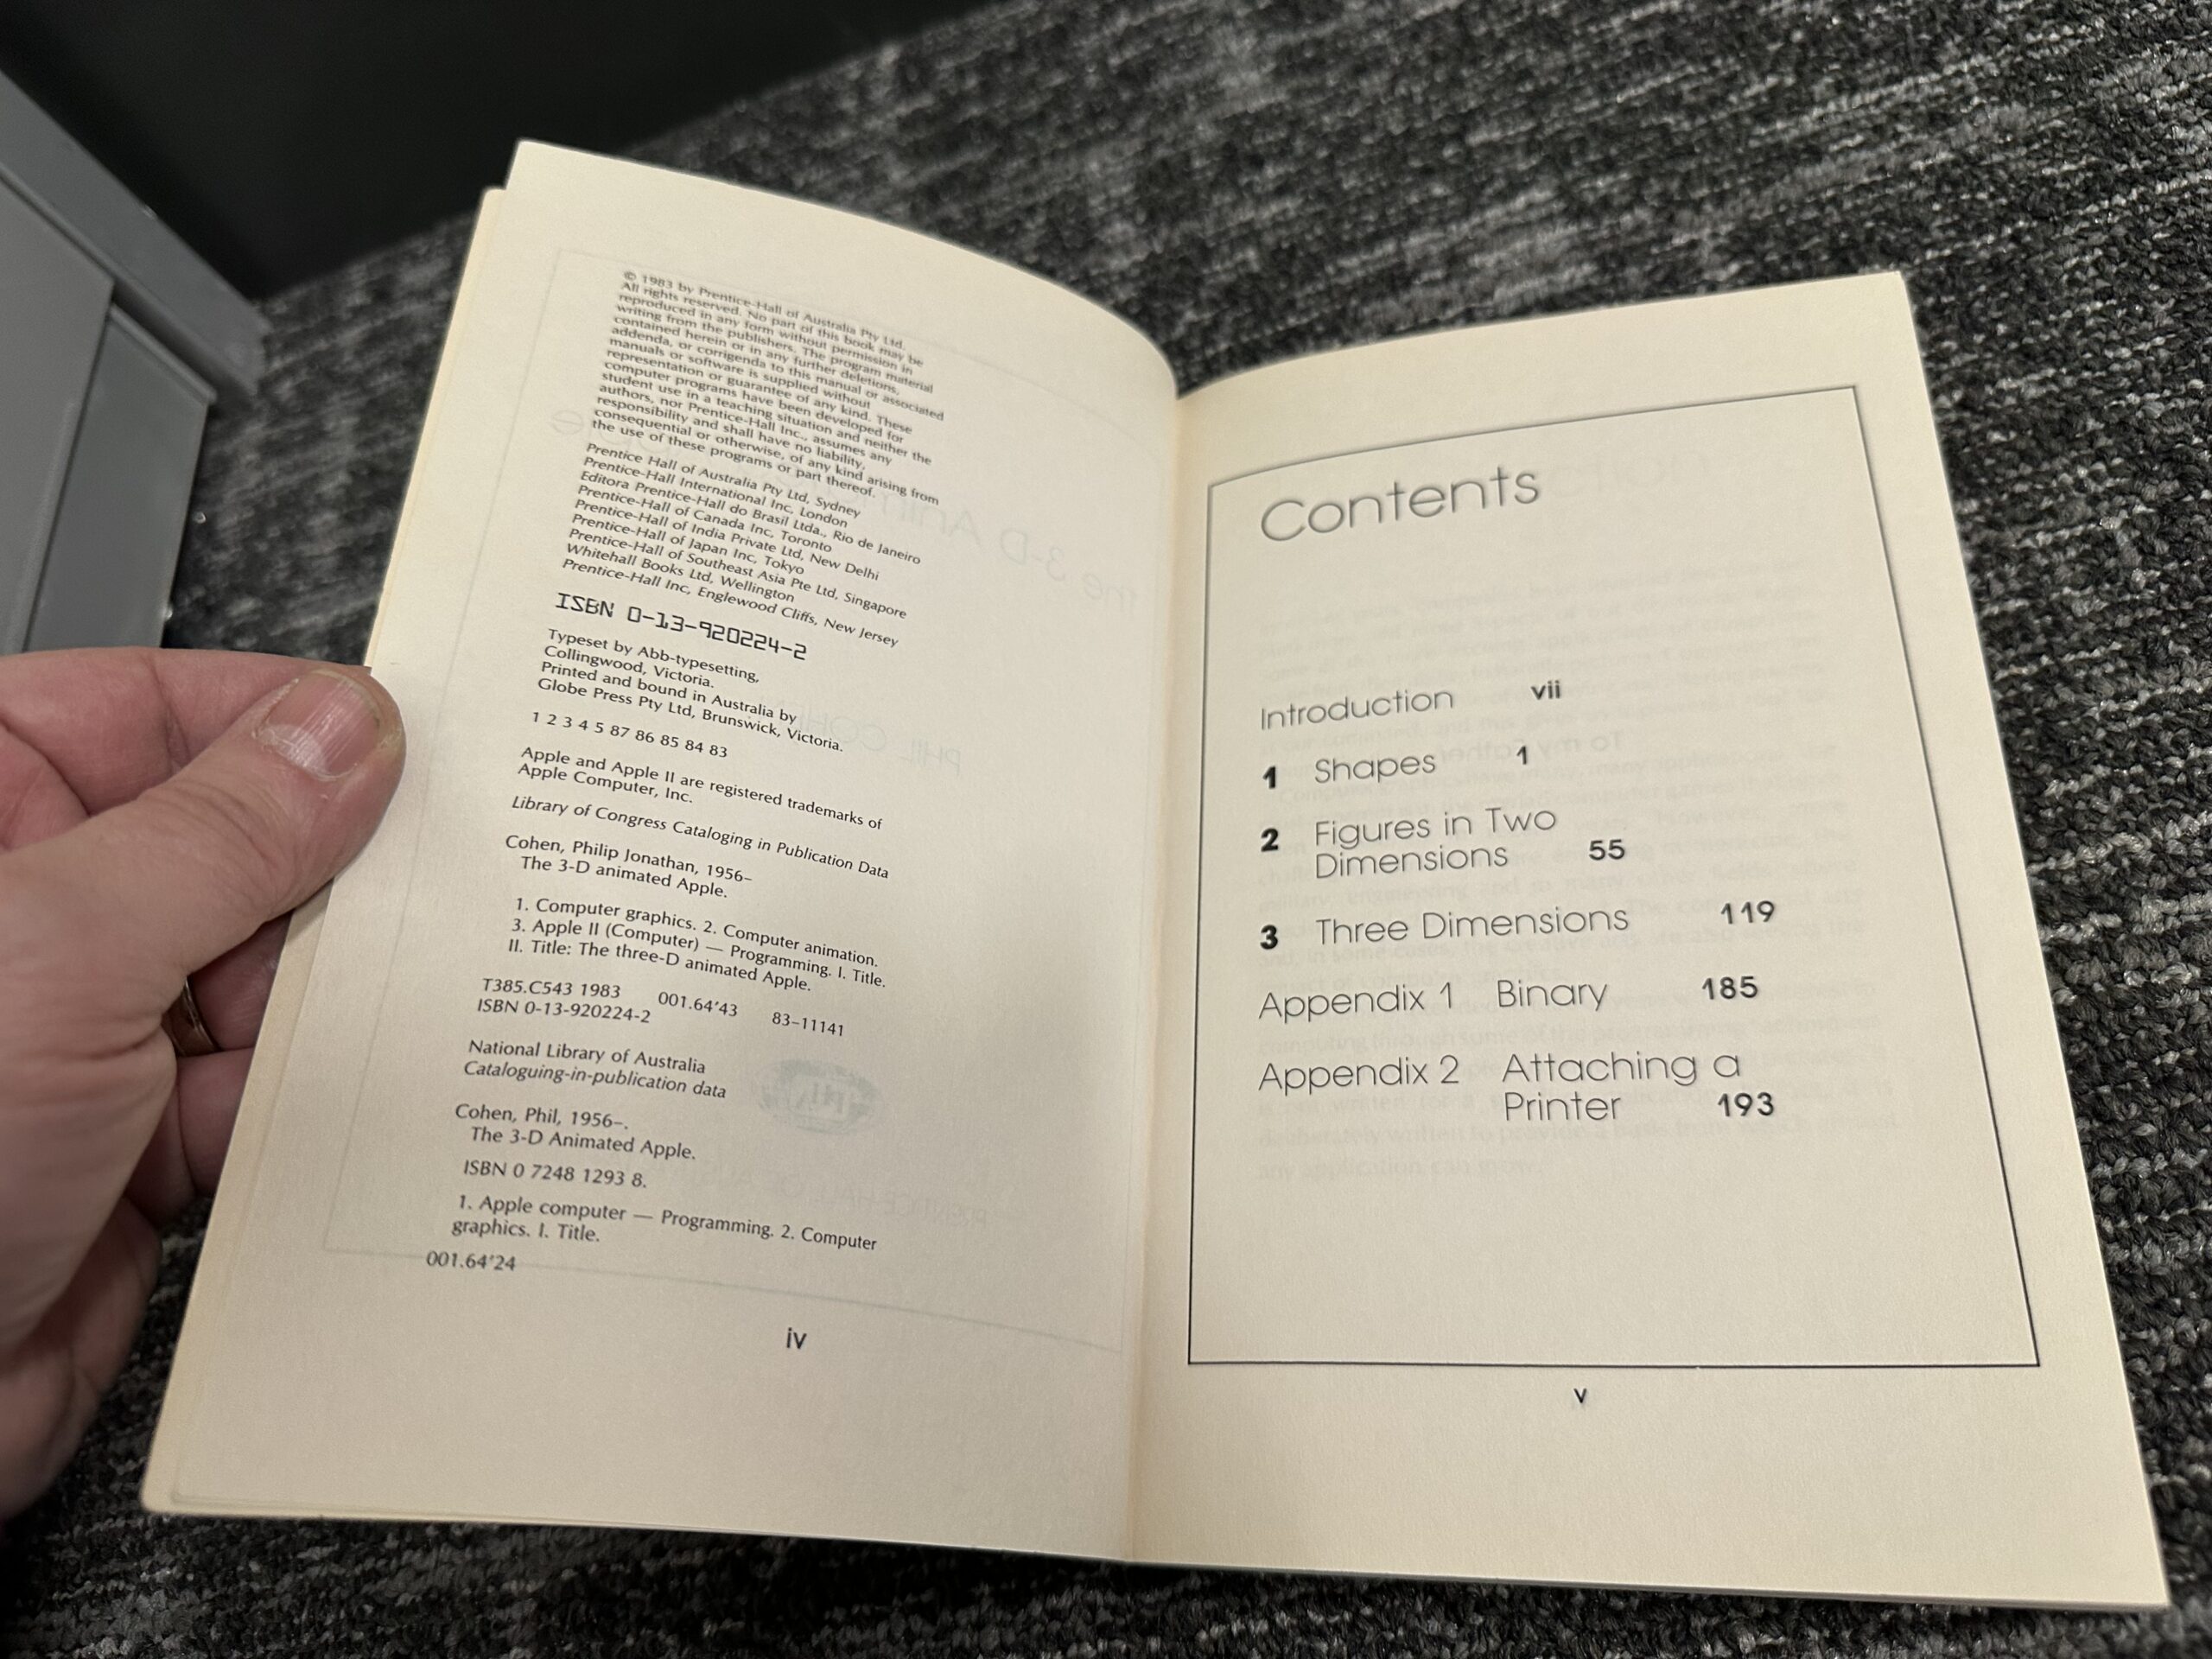 © 1983 by Prentice-Hall of Australia Pty Ltd.
All rights reserved. No part of this book may be
reproduced in any form without permission in
writing from the publishers. The program material
contained herein or in any further deletions,
addenda, or corrigenda to this manual or associated
manuals or software is supplied without
representation or guarantee of any kind. These
computer programs have been developed for
student use in a teaching situation and neither the
authors, nor Prentice-Hall Inc., assumes any
responsibility and shall have no liability,
consequential or otherwise, of any kind arising from
the use of these programs or part thereof.
Prentice Hall of Australia Pty Ltd, Sydney
Prentice-Hall International Inc, London
Editora Prentice-Hall do Brasil Ltda., Rio de Janeiro
Prentice-Hall of Canada Inc, Toronto
Prentice-Hall of India Private Ltd, New Delhi
Prentice-Hall of Japan Inc, Tokyo
Prentice-Hall of Southeast Asia Pte Ltd, Singapore
Whitehall Books Ltd, Wellington
Prentice-Hall Inc, Englewood Cliffs, New Jersey
ISBN 0-13-920224-2
Typeset by Abb-typesetting,
Collingwood, Victoria.
Printed and bound in Australia by
Globe Press Pty Ltd, Brunswick, Victoria.
1 2 3 4 5 87 86 85 84 83
Apple and Apple II are registered trademarks of
Apple Computer, Inc.
Library of Congress Cataloging in Publication Data
Cohen, Philip Jonathan, 1956–
The 3-D animated Apple.
1. Computer graphics. 2. Computer animation.
3. Apple II (Computer) — Programming. I. Title.
II. Title: The three-D animated Apple.
T385.C543 1983 001.64'43 83–11141
ISBN 0-13-920224-2
National Library of Australia
Cataloguing-in-publication data
Cohen, Phil, 1956–.
The 3-D Animated Apple.
ISBN 0 7248 1293 8.
1. Apple computer — Programming. 2. Computer
graphics. I. Title.
001.64'24
iv
Contents
Introduction vii
1 Shapes 1
2 Figures in Two
Dimensions 55
3 Three Dimensions 119
Appendix 1 Binary 185
Appendix 2 Attaching a
Printer 193
v